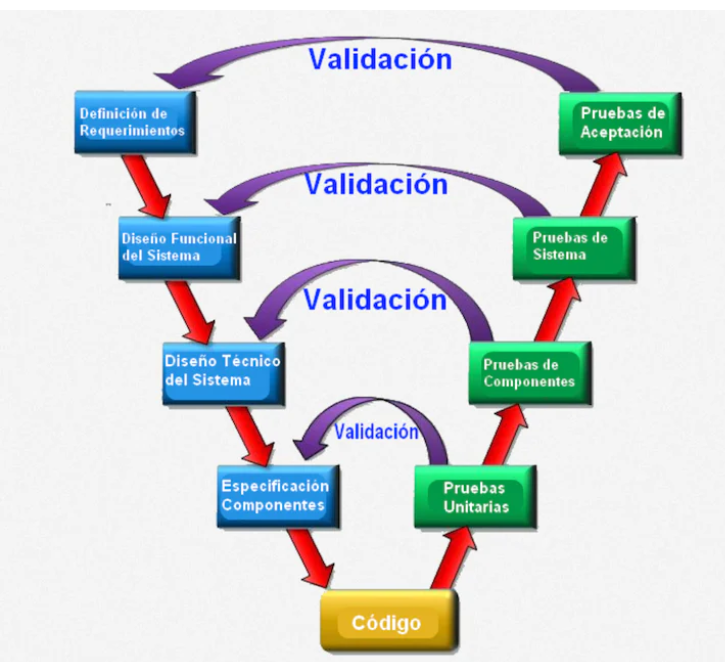 Validación
Definición de
Requerimientos
Pruebas de
Aceptación
Validación
Diseño Funcional
del Sistema
Pruebas de
Sistema
Validación
Diseño Técnico
del Sistema
Pruebas de
Componentes
Validación
Especificación
Componentes
Pruebas
Unitarias
Código